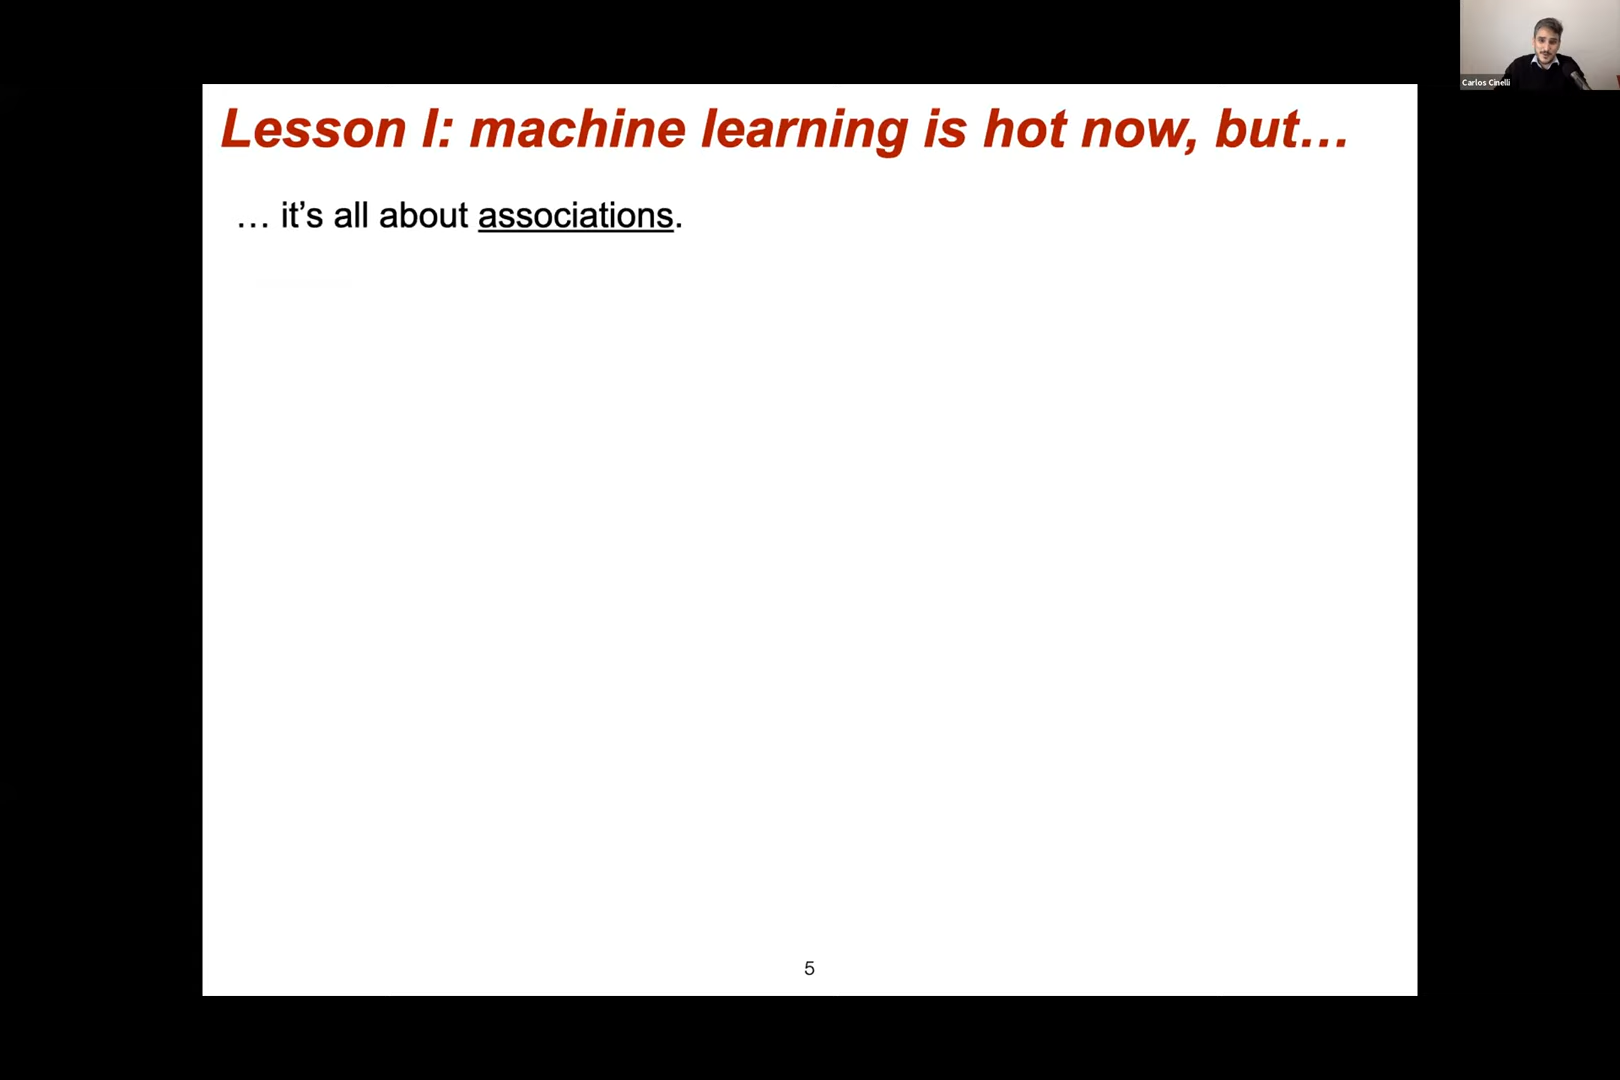 Carlos Cinelli
Lesson I: machine learning is hot now, but…
… it’s all about associations.
5